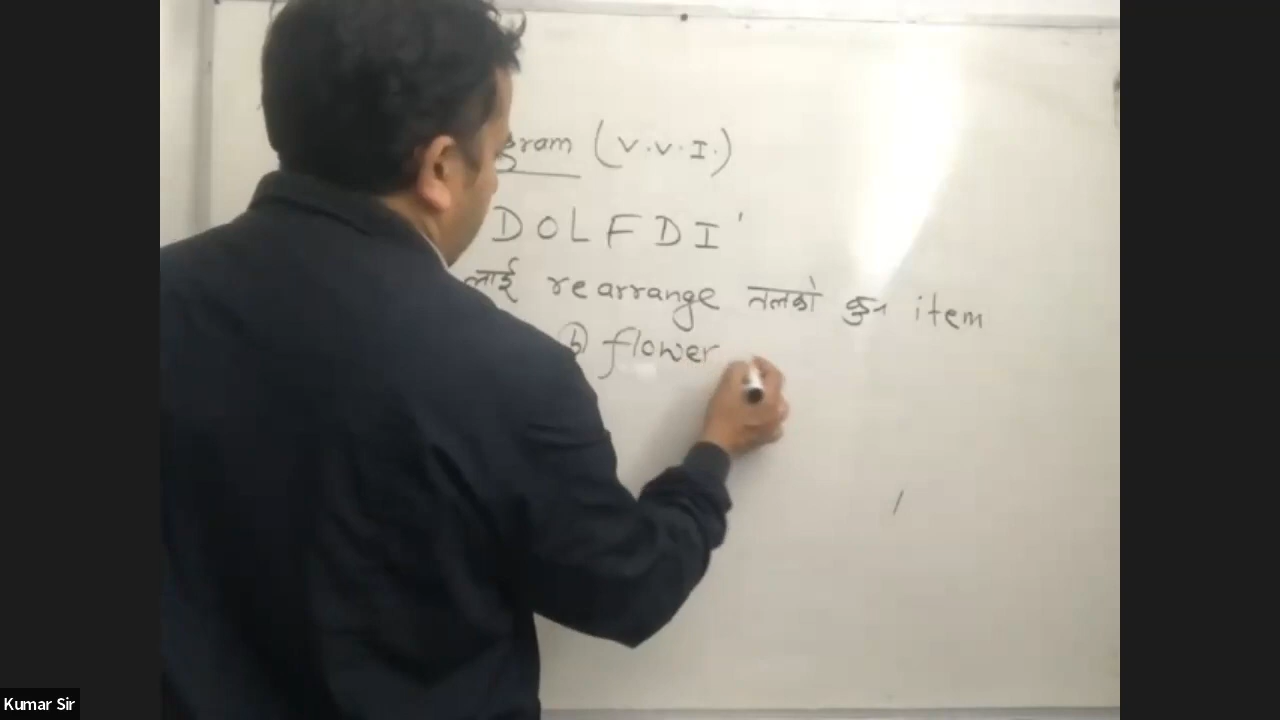 gram (V.V.I.)
DOLFDI'
लाई rearrange तलको कुन item
b) flower
Kumar Sir